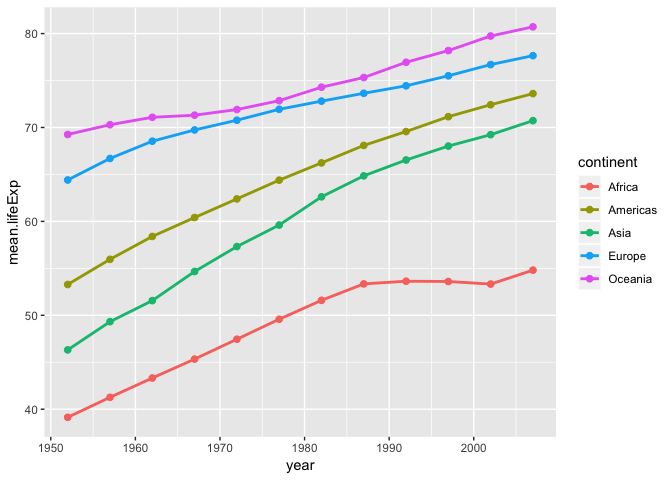 80
70
60
50
40
mean.lifeExp
1950 1960 1970 1980 1990 2000
year
continent
Africa
Americas
Asia
Europe
Oceania